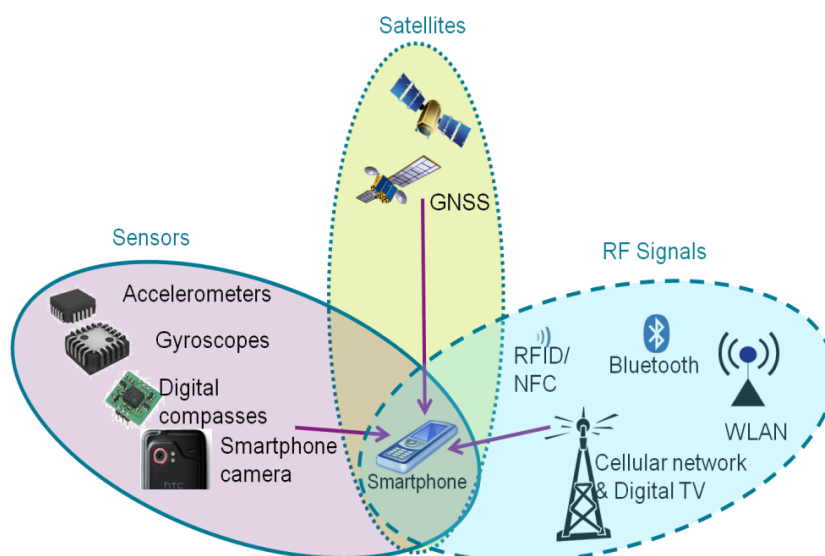 Satellites
GNSS
Sensors
RF Signals
Accelerometers
Gyroscopes
Digital
compasses
Smartphone
camera
hTC
RFID/
NFC
Bluetooth
WLAN
Cellular network
& Digital TV
Smartphone